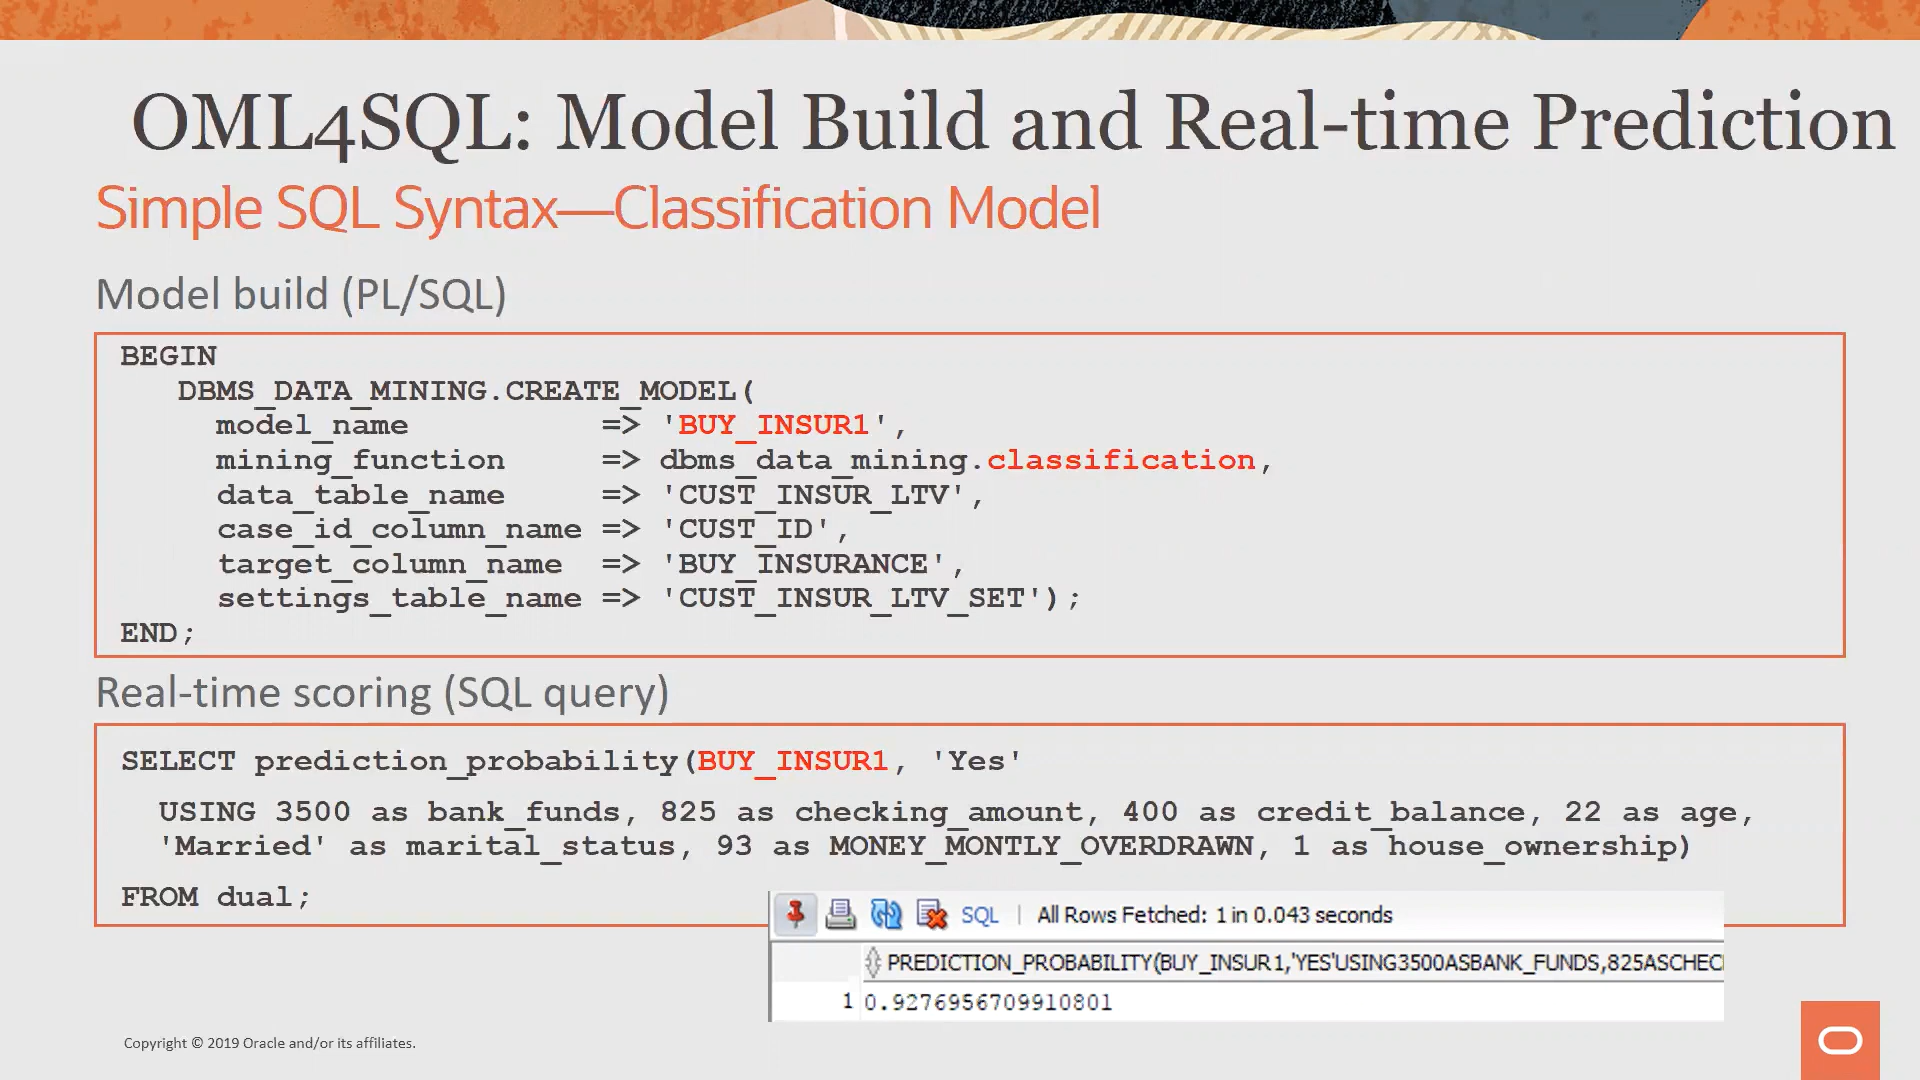 OML4SQL: Model Build and Real-time Prediction
Simple SQL Syntax—Classification Model
Model build (PL/SQL)
BEGIN
DBMS_DATA_MINING.CREATE_MODEL(
model_name => 'BUY_INSUR1',
mining_function => dbms_data_mining.classification,
data_table_name => 'CUST_INSUR_LTV',
case_id_column_name => 'CUST_ID',
target_column_name => 'BUY_INSURANCE',
settings_table_name => 'CUST_INSUR_LTV_SET');
END;
Real-time scoring (SQL query)
SELECT prediction_probability(BUY_INSUR1, 'Yes'
USING 3500 as bank_funds, 825 as checking_amount, 400 as credit_balance, 22 as age,
'Married' as marital_status, 93 as MONEY_MONTLY_OVERDRAWN, 1 as house_ownership)
FROM dual;
SQL | All Rows Fetched: 1 in 0.043 seconds
PREDICTION_PROBABILITY(BUY_INSUR1,'YES'USING3500ASBANK_FUNDS,825ASCHECK
1 0.9276956709910801
Copyright © 2019 Oracle and/or its affiliates.